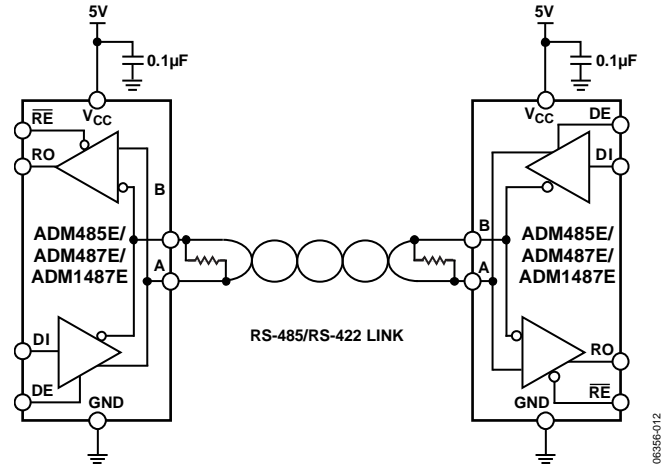 5V
0.1µF
VCC
RE
RO
B
A
ADM485E/
ADM487E/
ADM1487E
DI
DE
GND
RS-485/RS-422 LINK
5V
0.1µF
VCC
DE
DI
B
A
ADM485E/
ADM487E/
ADM1487E
RO
RE
GND
06356-012